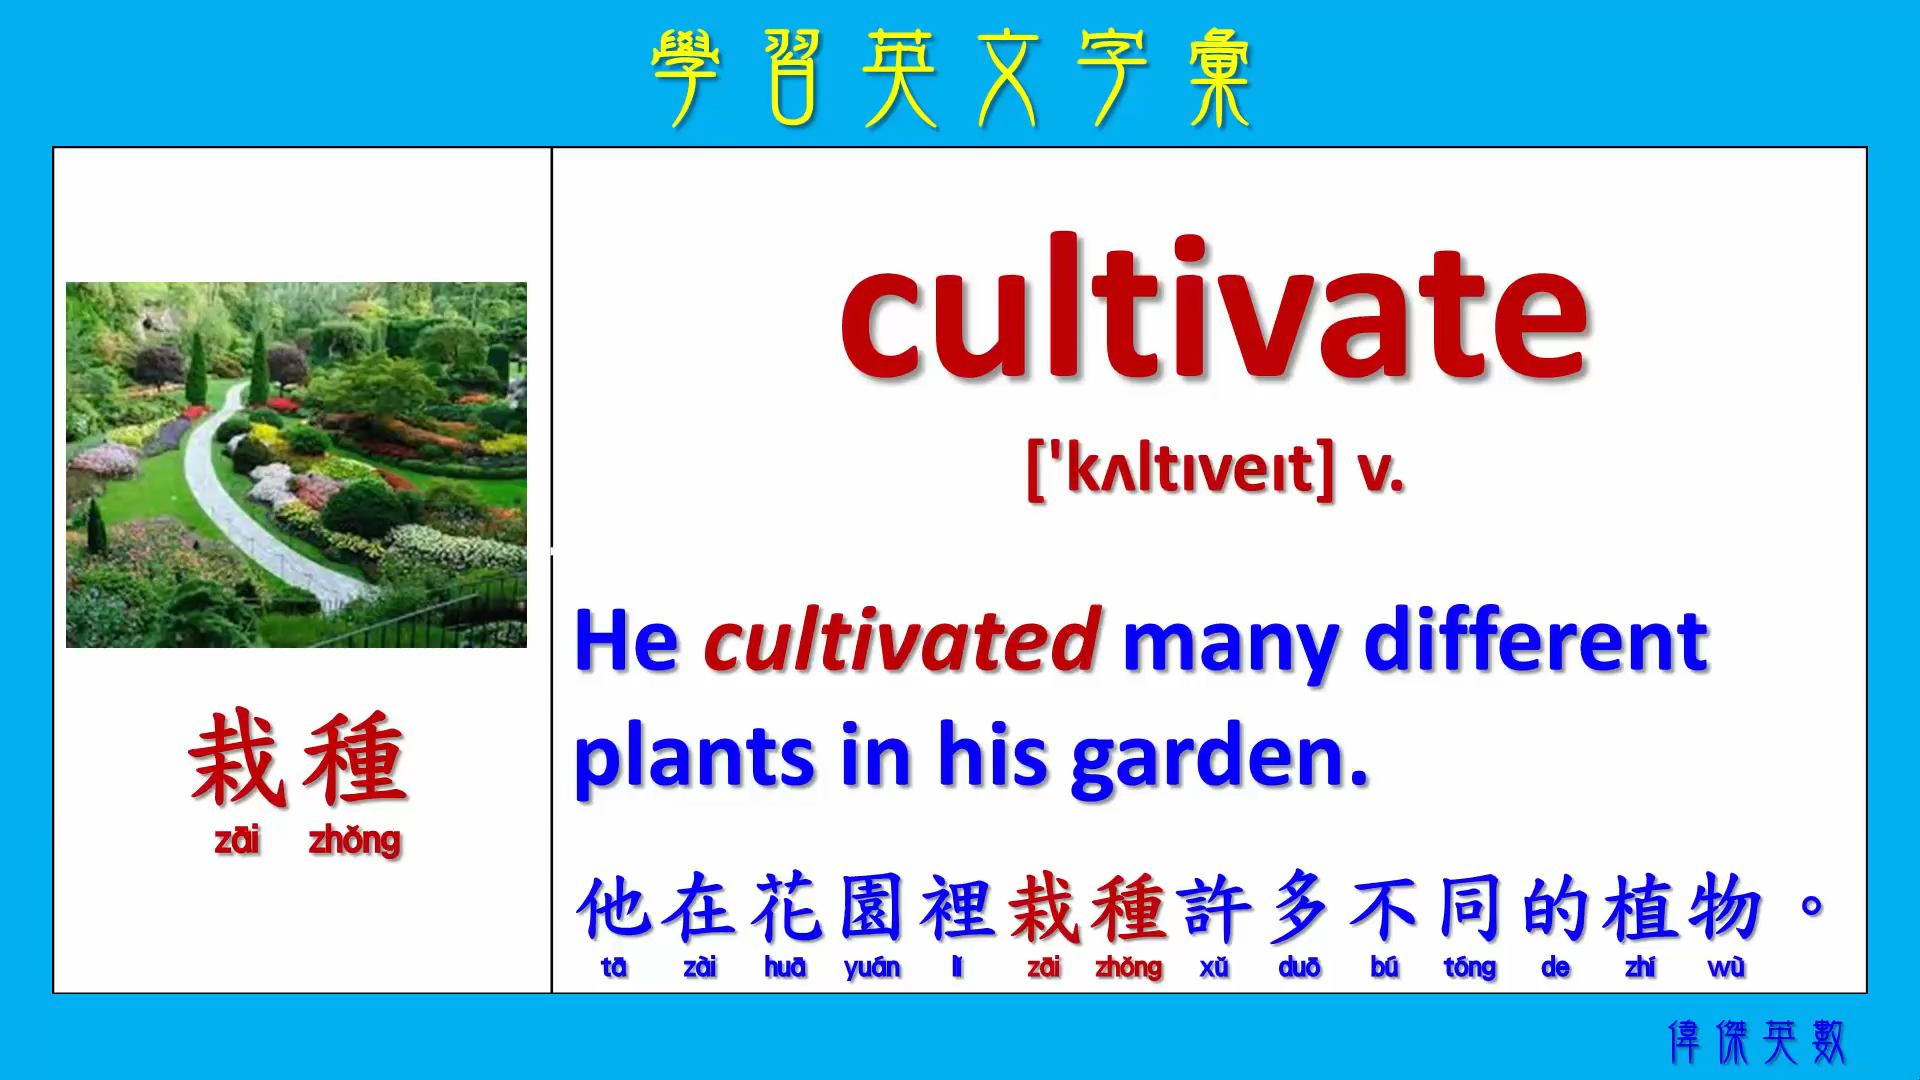 學習英文字彙
栽種
zāi zhǒng
cultivate
['kʌltɪveɪt] v.
He cultivated many different
plants in his garden.
他在花園裡栽種許多不同的植物。
tā zài huā yuán lǐ zāi zhǒng xǔ duō bú tóng de zhí wù
偉傑英數